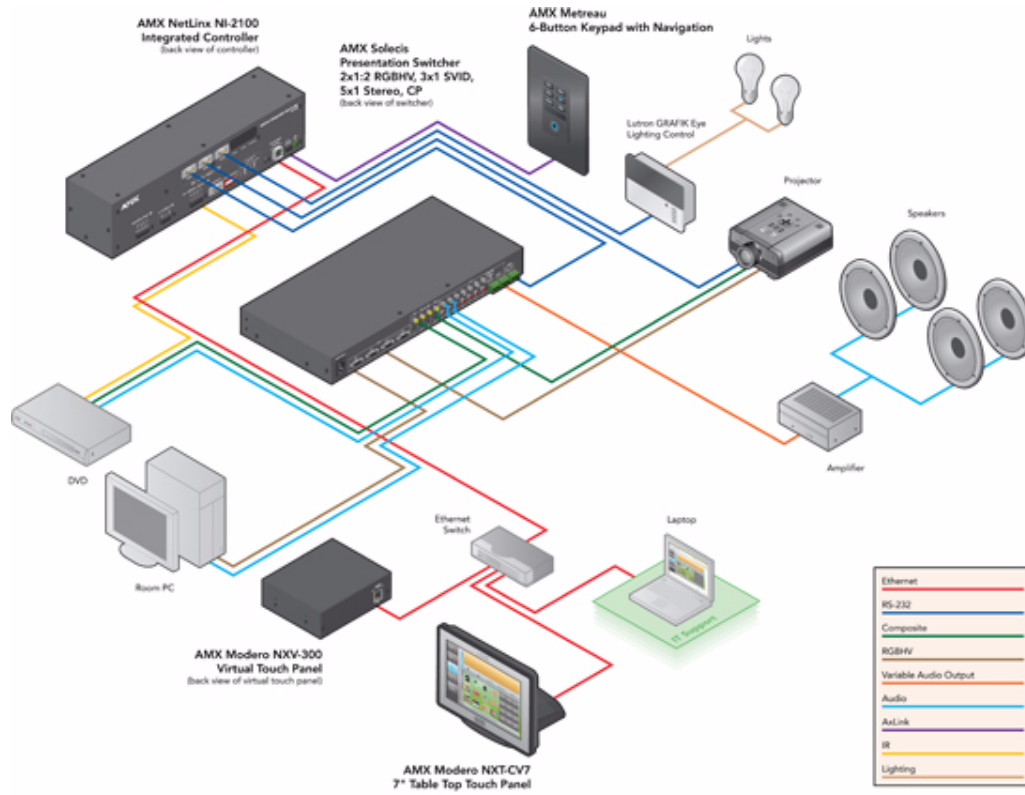 AMX NetLinx NI-2100
Integrated Controller
(back view of controller)
AMX Solecis
Presentation Switcher
2x1:2 RGBHV, 3x1 SVID,
5x1 Stereo, CP
(back view of switcher)
AMX Metreau
6-Button Keypad with Navigation
Lights
Lutron GRAFIK Eye
Lighting Control
Projector
Speakers
AMX
DVD
Amplifier
Room PC
Ethernet
Switch
Laptop
IT Support
AMX Modero NXV-300
Virtual Touch Panel
(back view of virtual touch panel)
AMX Modero NXT-CV7
7" Table Top Touch Panel
Ethernet
RS-232
Composite
RGBHV
Variable Audio Output
Audio
AxLink
IR
Lighting